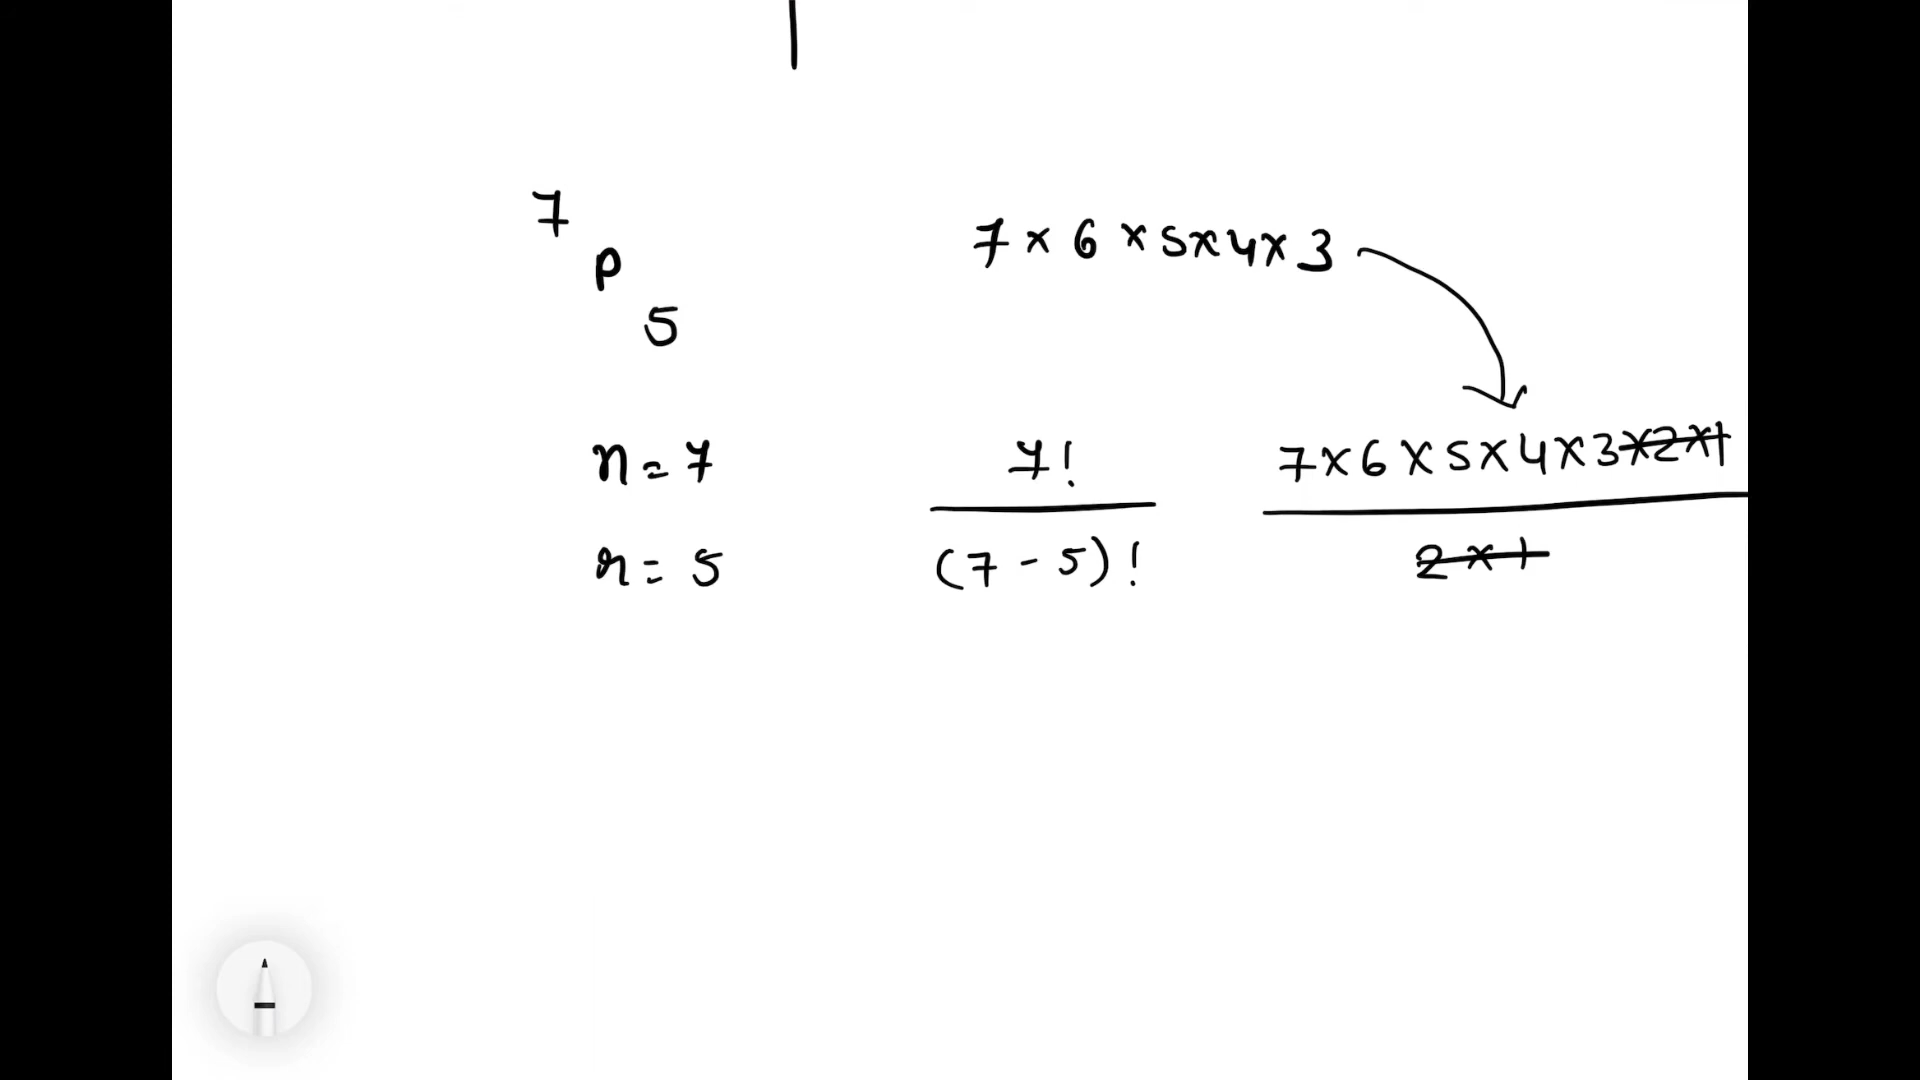 7 P 5
7 × 6 × 5 × 4 × 3
n = 7
7! / (7 - 5)!
7 × 6 × 5 × 4 × 3 × 2 × 1 / 2 × 1
r = 5